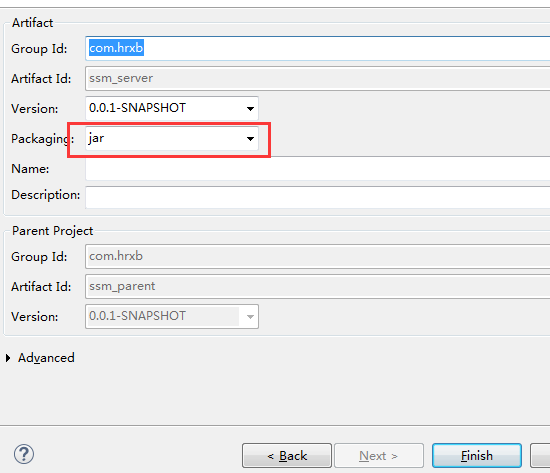 Artifact
Group Id: com.hrxb
Artifact Id: ssm_server
Version: 0.0.1-SNAPSHOT
Packaging: jar
Name:
Description:
Parent Project
Group Id: com.hrxb
Artifact Id: ssm_parent
Version: 0.0.1-SNAPSHOT
Advanced
?
< Back Next > Finish